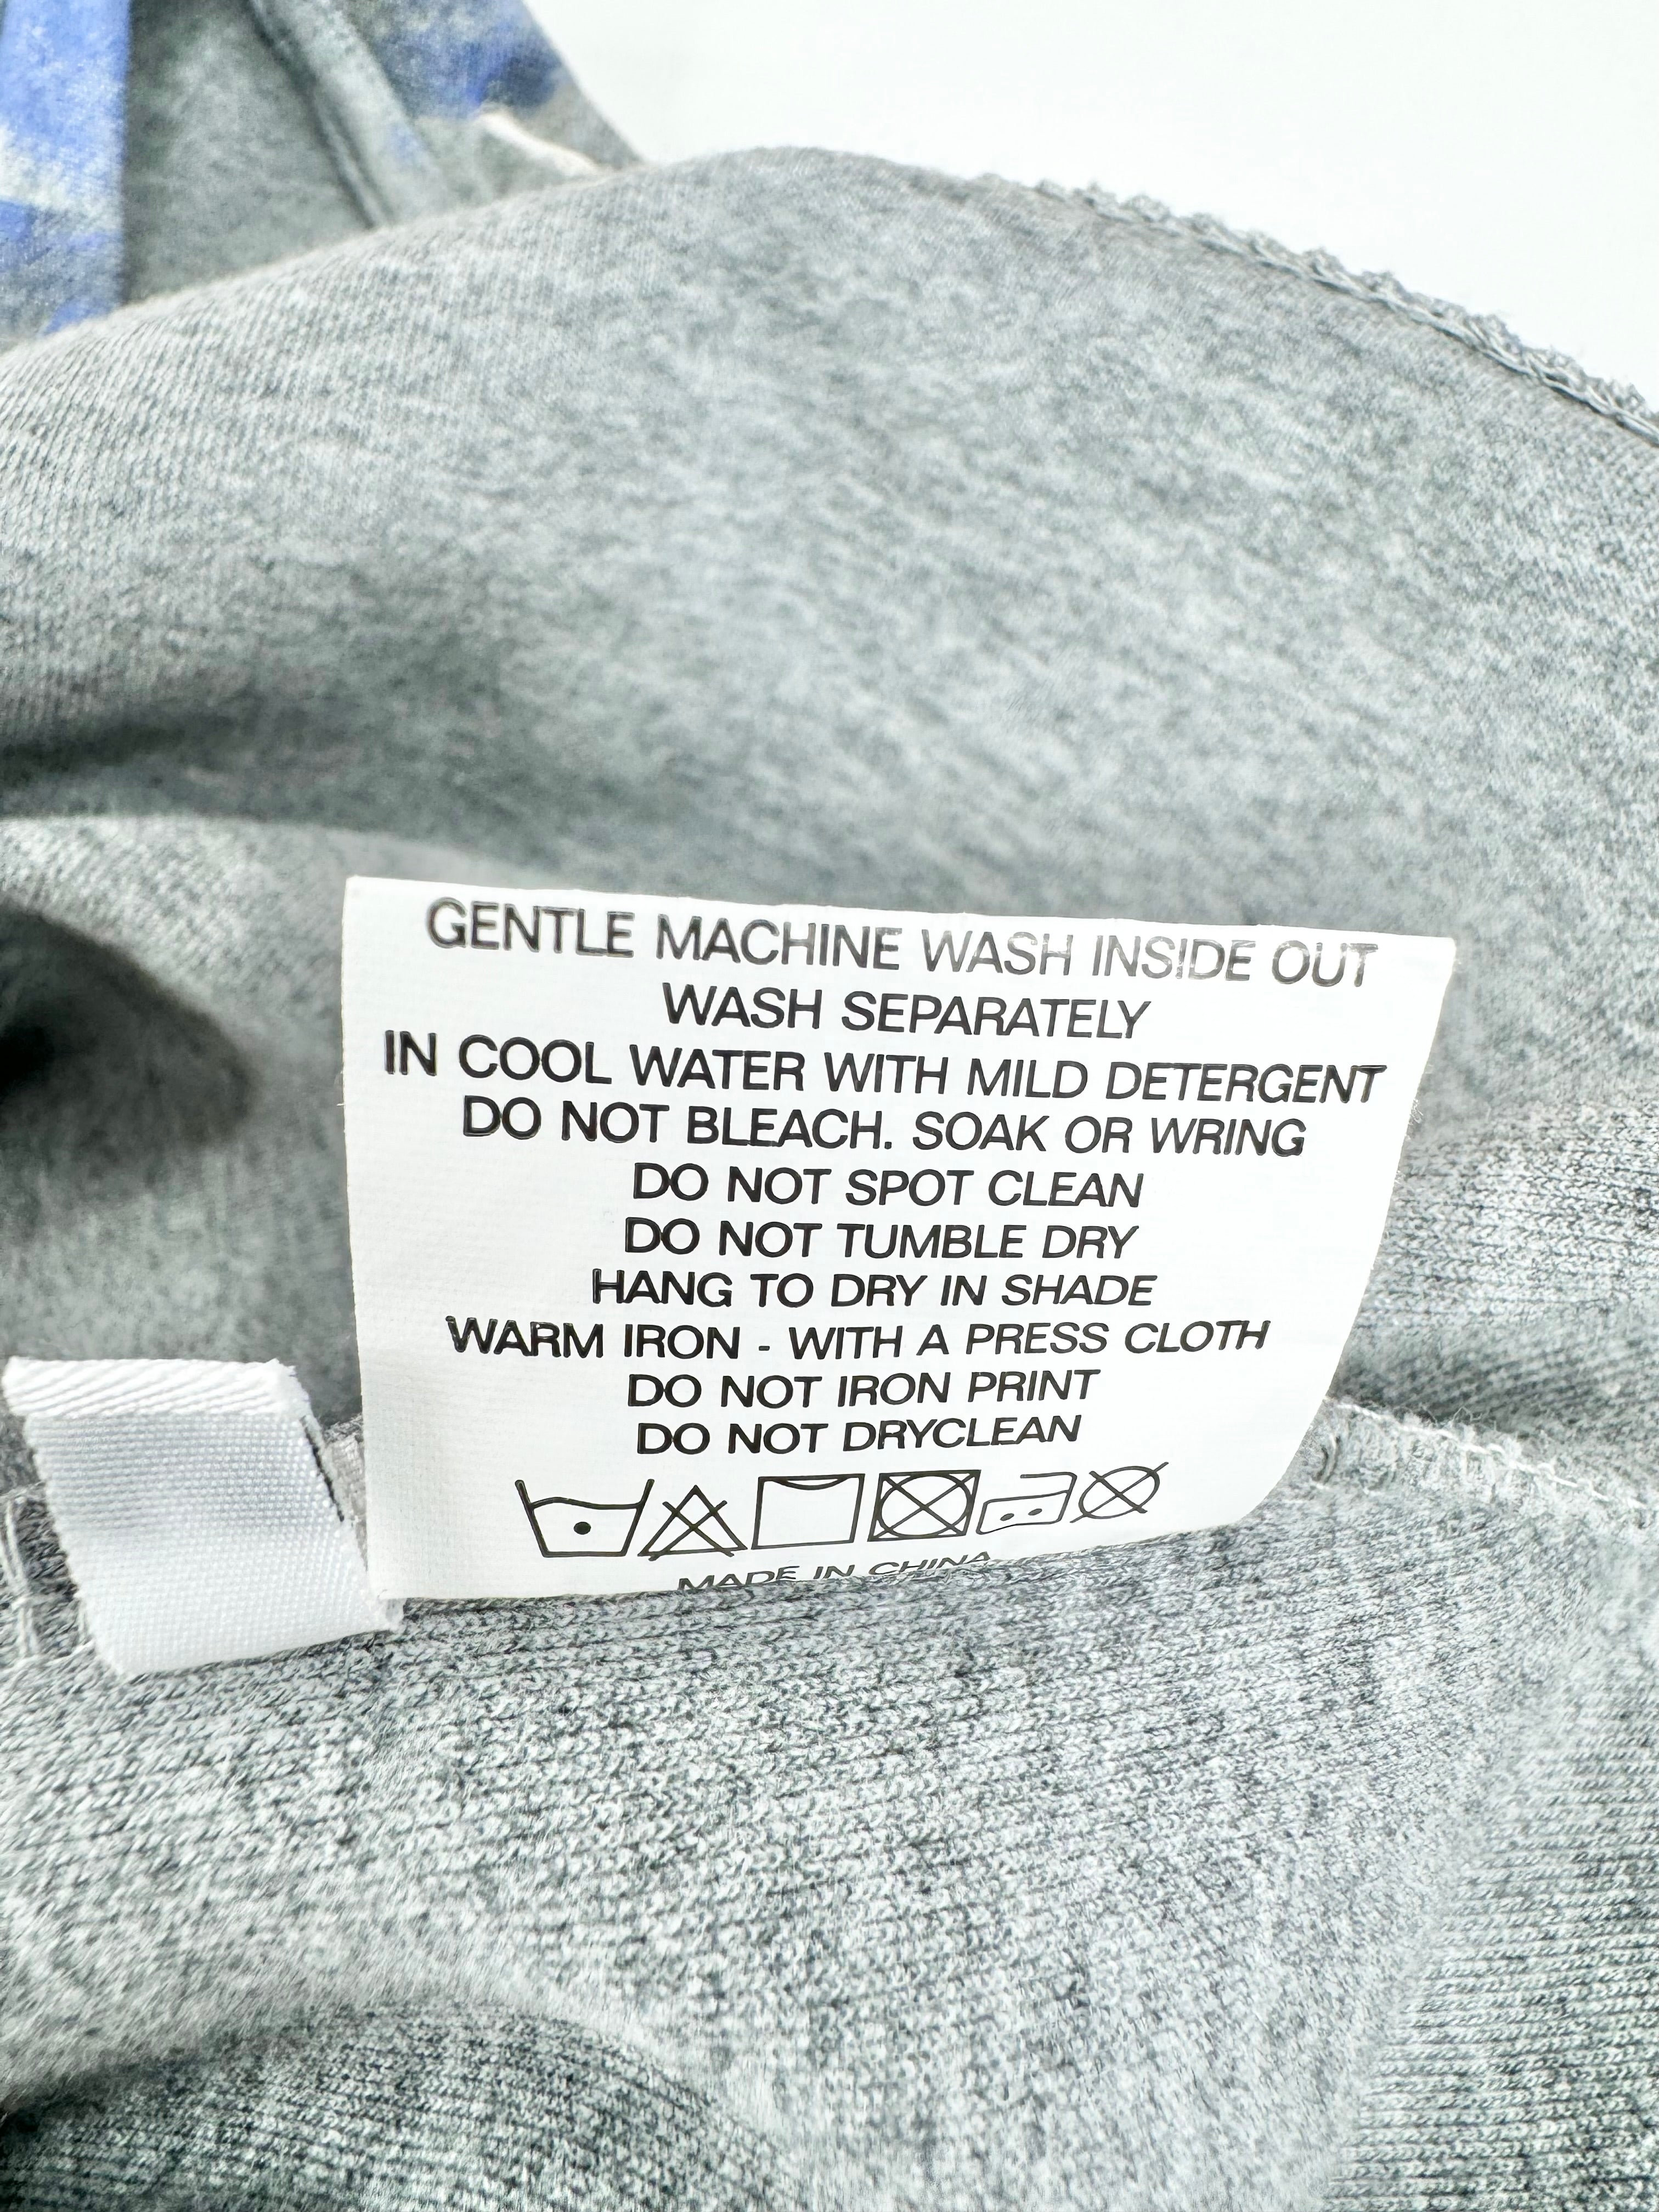 GENTLE MACHINE WASH INSIDE OUT
WASH SEPARATELY
IN COOL WATER WITH MILD DETERGENT
DO NOT BLEACH. SOAK OR WRING
DO NOT SPOT CLEAN
DO NOT TUMBLE DRY
HANG TO DRY IN SHADE
WARM IRON - WITH A PRESS CLOTH
DO NOT IRON PRINT
DO NOT DRYCLEAN
MADE IN CHINA